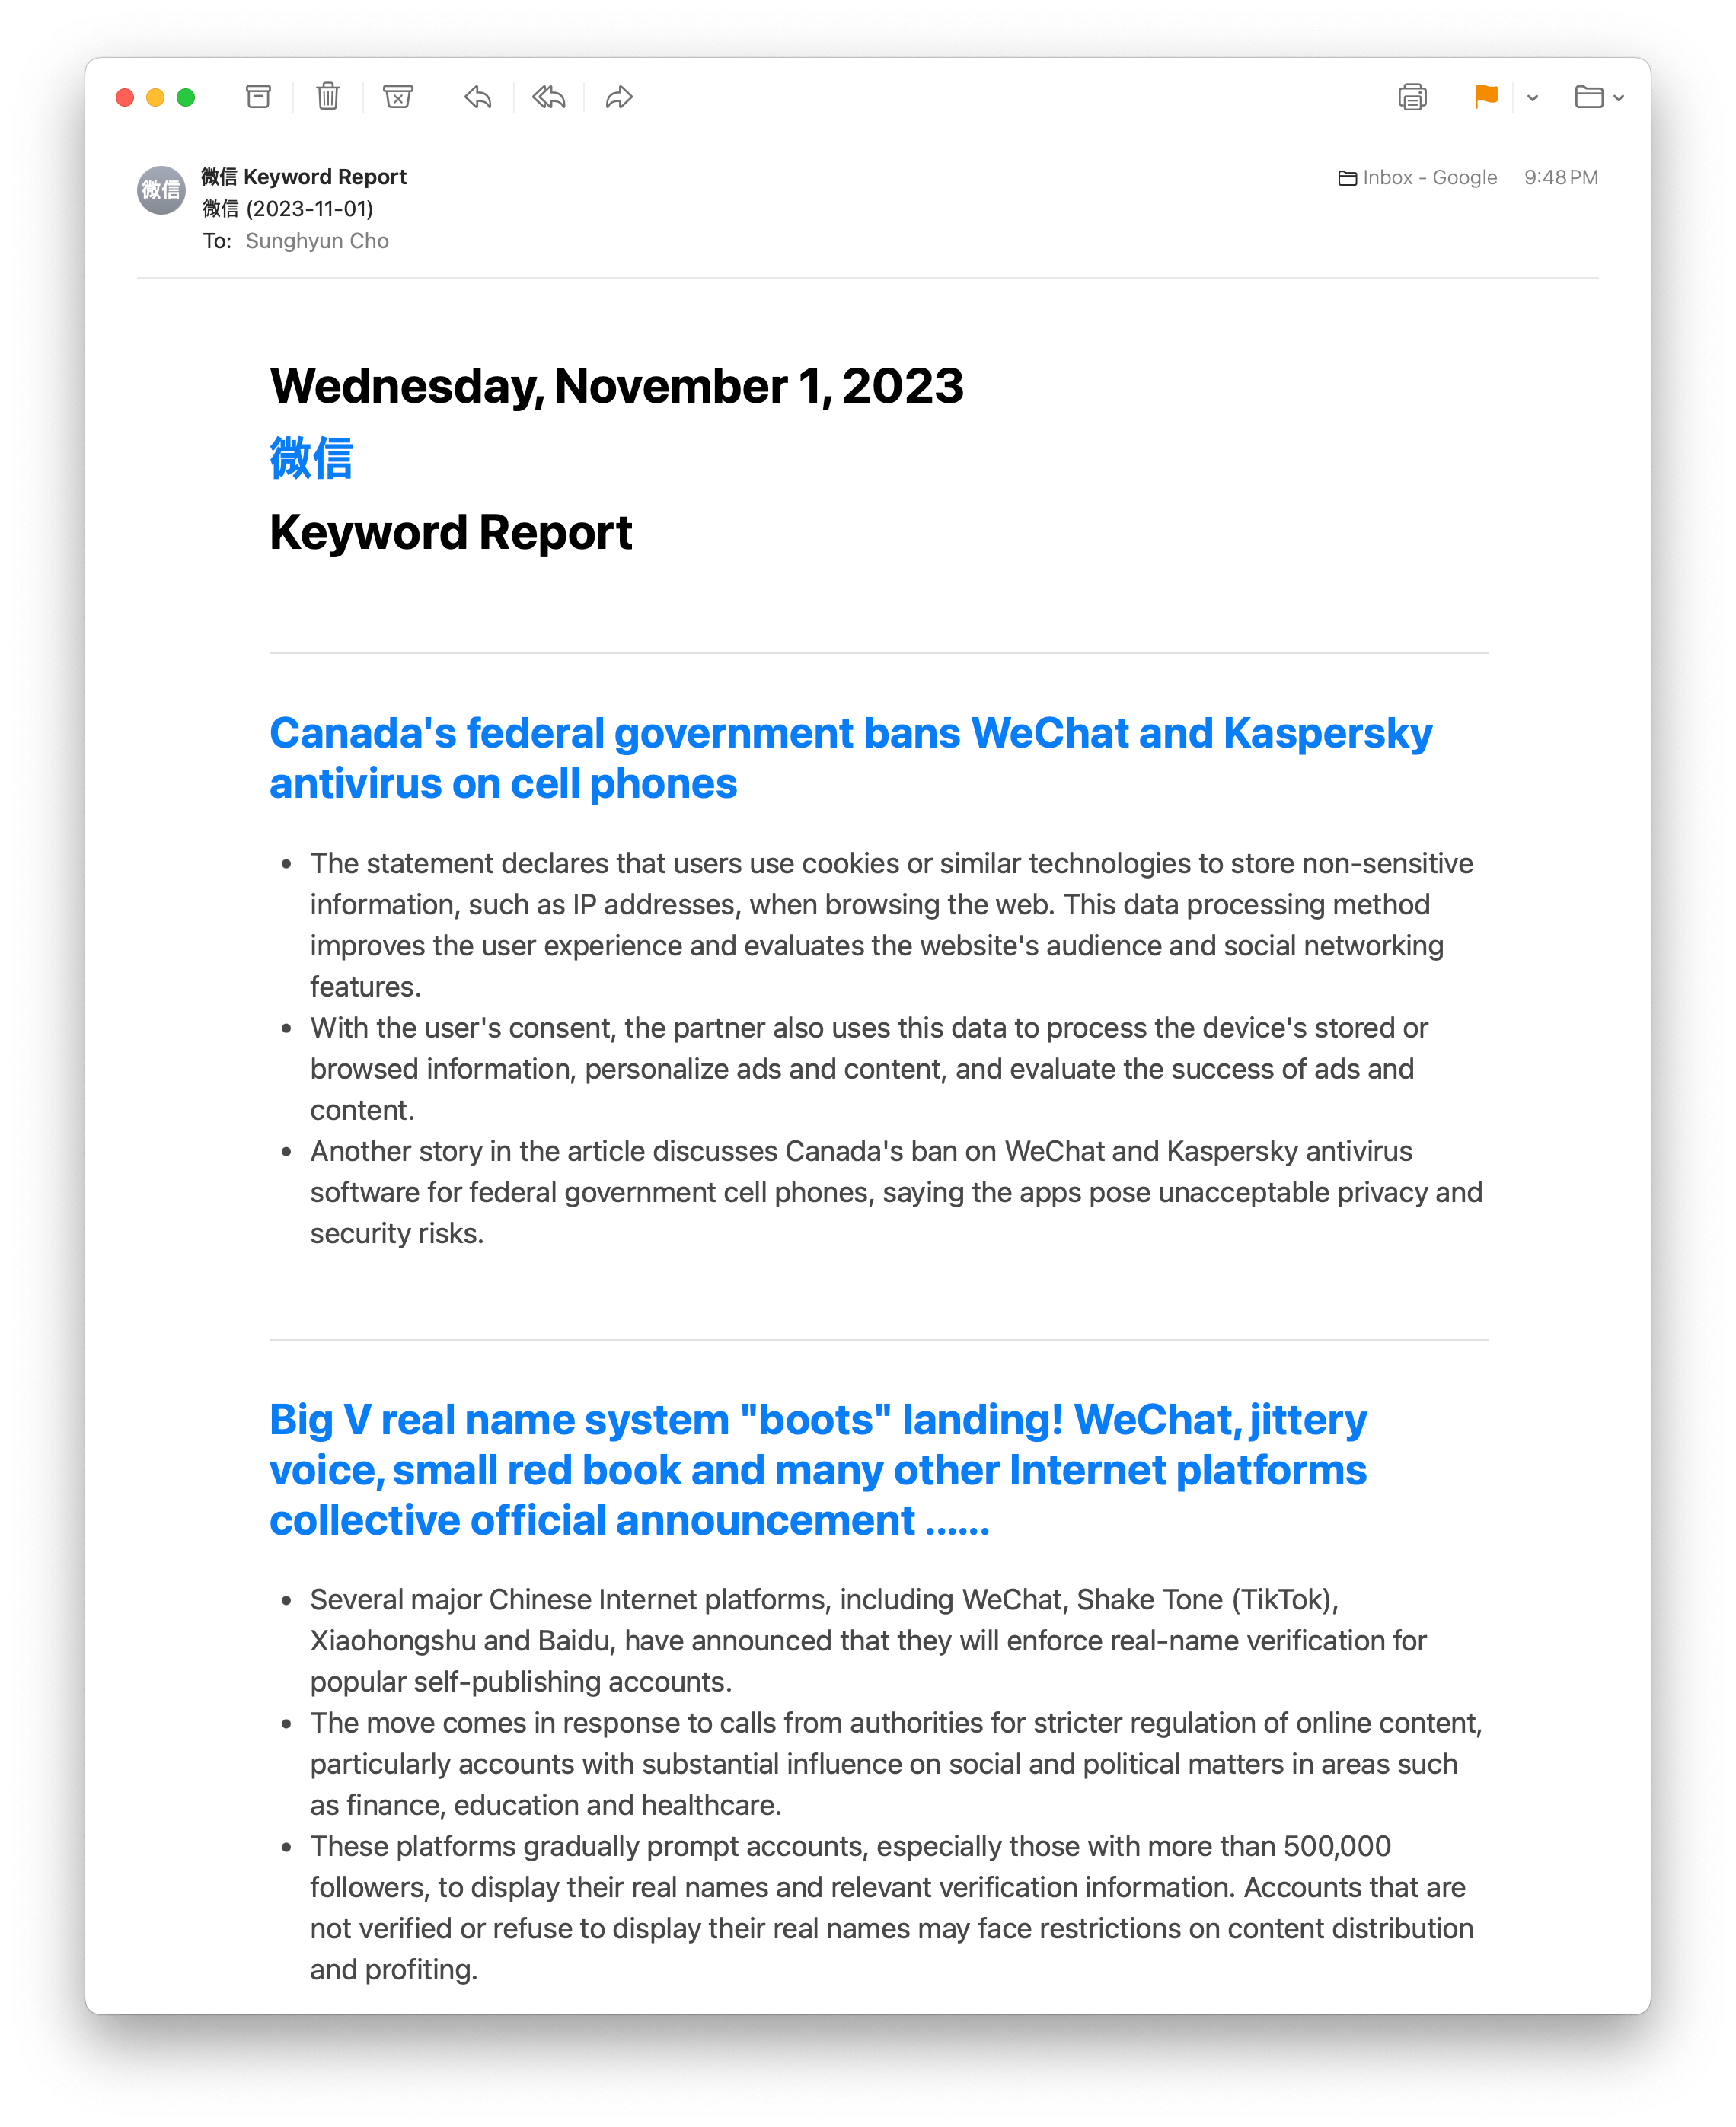 微信
微信 Keyword Report
Inbox - Google 9:48 PM
微信 (2023-11-01)
To: Sunghyun Cho
Wednesday, November 1, 2023
微信
Keyword Report
Canada's federal government bans WeChat and Kaspersky
antivirus on cell phones
• The statement declares that users use cookies or similar technologies to store non-sensitive
information, such as IP addresses, when browsing the web. This data processing method
improves the user experience and evaluates the website's audience and social networking
features.
• With the user's consent, the partner also uses this data to process the device's stored or
browsed information, personalize ads and content, and evaluate the success of ads and
content.
• Another story in the article discusses Canada's ban on WeChat and Kaspersky antivirus
software for federal government cell phones, saying the apps pose unacceptable privacy and
security risks.
Big V real name system "boots" landing! WeChat, jittery
voice, small red book and many other Internet platforms
collective official announcement ......
• Several major Chinese Internet platforms, including WeChat, Shake Tone (TikTok),
Xiaohongshu and Baidu, have announced that they will enforce real-name verification for
popular self-publishing accounts.
• The move comes in response to calls from authorities for stricter regulation of online content,
particularly accounts with substantial influence on social and political matters in areas such
as finance, education and healthcare.
• These platforms gradually prompt accounts, especially those with more than 500,000
followers, to display their real names and relevant verification information. Accounts that are
not verified or refuse to display their real names may face restrictions on content distribution
and profiting.